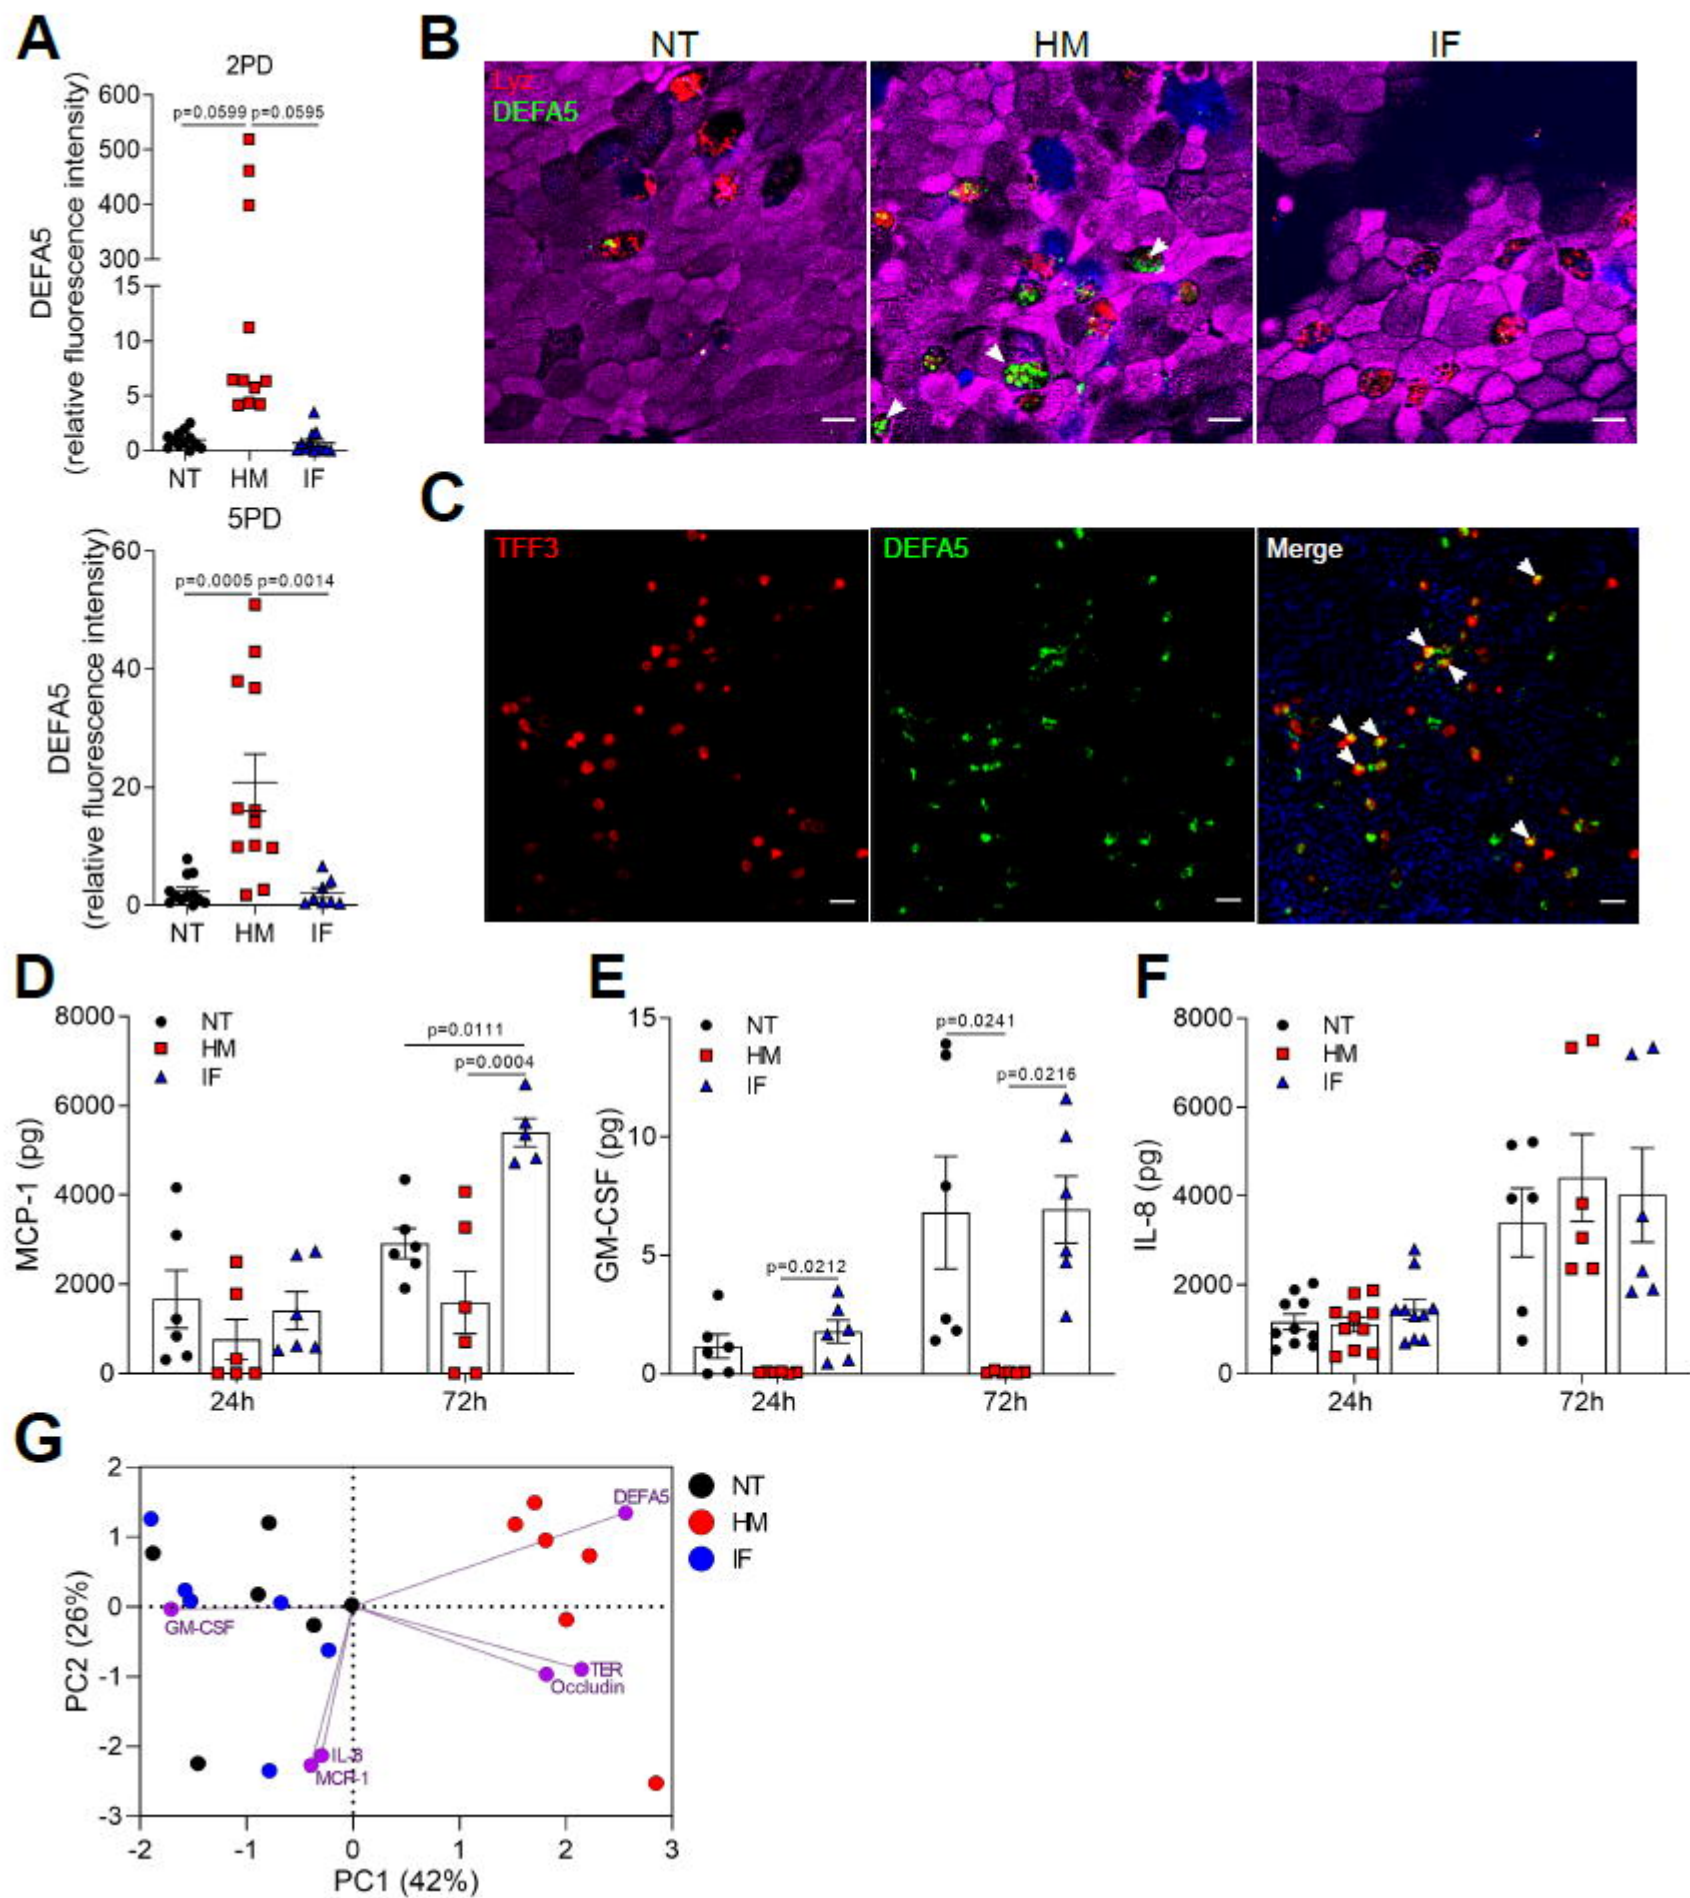 A
2PD
DEFA5
(relative fluorescence intensity)
600
500
400
300
15
10
5
0
p=0.0599 p=0.0595
NT HM IF
5PD
DEFA5
(relative fluorescence intensity)
60
40
20
0
p=0.0005 p=0.0014
NT HM IF
B
NT HM IF
Lyz
DEFA5
C
TFF3
DEFA5
Merge
D
MCP-1 (pg)
8000
6000
4000
2000
0
NT
HM
IF
p=0.0111
p=0.0004
24h 72h
E
GM-CSF (pg)
15
10
5
0
NT
HM
IF
p=0.0241
p=0.0216
p=0.0212
24h 72h
F
IL-8 (pg)
8000
6000
4000
2000
0
NT
HM
IF
24h 72h
G
PC2 (26%)
2
1
0
-1
-2
-3
DEFA5
GM-CSF
TER
Occludin
IL-8
MCP-1
NT
HM
IF
-2 -1 0 1 2 3
PC1 (42%)